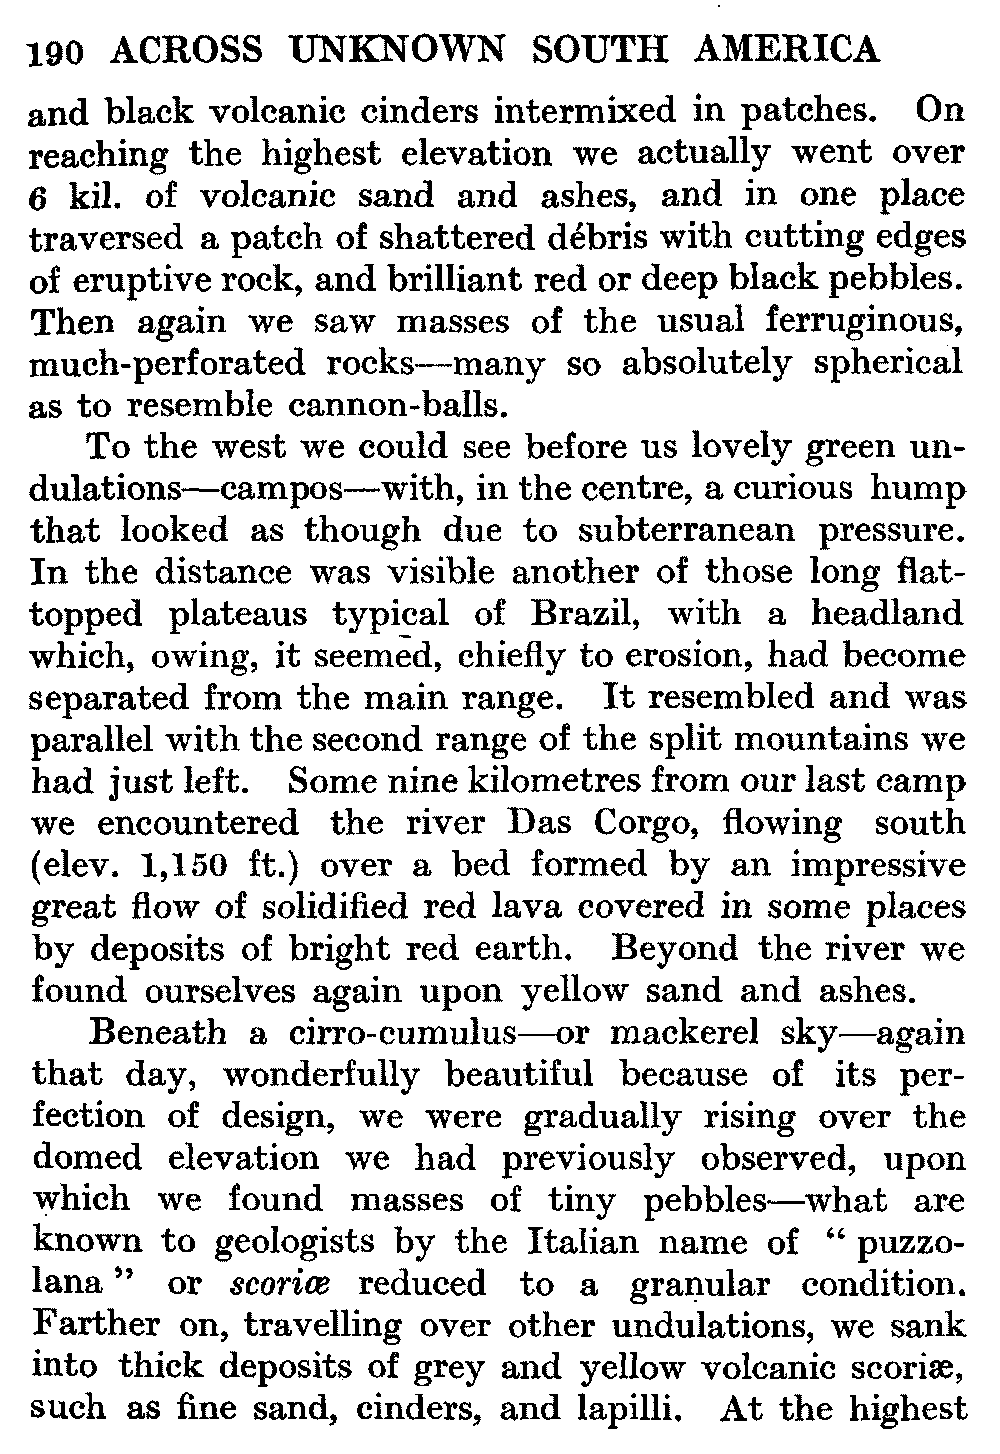 190 ACROSS UNKNOWN SOUTH AMERICA
and black volcanic cinders intermixed in patches. On
reaching the highest elevation we actually went over
6 kil. of volcanic sand and ashes, and in one place
traversed a patch of shattered débris with cutting edges
of eruptive rock, and brilliant red or deep black pebbles.
Then again we saw masses of the usual ferruginous,
much-perforated rocks—many so absolutely spherical
as to resemble cannon-balls.
To the west we could see before us lovely green un-
dulations—campos—with, in the centre, a curious hump
that looked as though due to subterranean pressure.
In the distance was visible another of those long flat-
topped plateaus typical of Brazil, with a headland
which, owing, it seemed, chiefly to erosion, had become
separated from the main range. It resembled and was
parallel with the second range of the split mountains we
had just left. Some nine kilometres from our last camp
we encountered the river Das Corgo, flowing south
(elev. 1,150 ft.) over a bed formed by an impressive
great flow of solidified red lava covered in some places
by deposits of bright red earth. Beyond the river we
found ourselves again upon yellow sand and ashes.
Beneath a cirro-cumulus—or mackerel sky—again
that day, wonderfully beautiful because of its per-
fection of design, we were gradually rising over the
domed elevation we had previously observed, upon
which we found masses of tiny pebbles—what are
known to geologists by the Italian name of “ puzzo-
lana ” or scoriæ reduced to a granular condition.
Farther on, travelling over other undulations, we sank
into thick deposits of grey and yellow volcanic scoriæ,
such as fine sand, cinders, and lapilli. At the highest